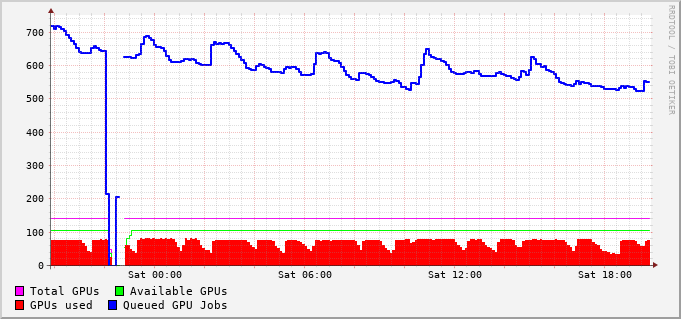 700
600
500
400
300
200
100
0
Sat 00:00 Sat 06:00 Sat 12:00 Sat 18:00
Total GPUs Available GPUs
GPUs used Queued GPU Jobs
RRDTOOL / TOBI OETIKER